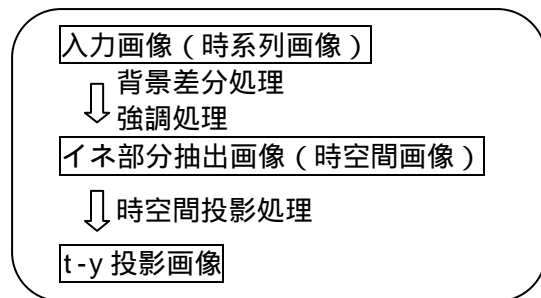 入力画像(時系列画像)
背景差分処理
強調処理
イネ部分抽出画像(時空間画像)
時空間投影処理
t-y 投影画像